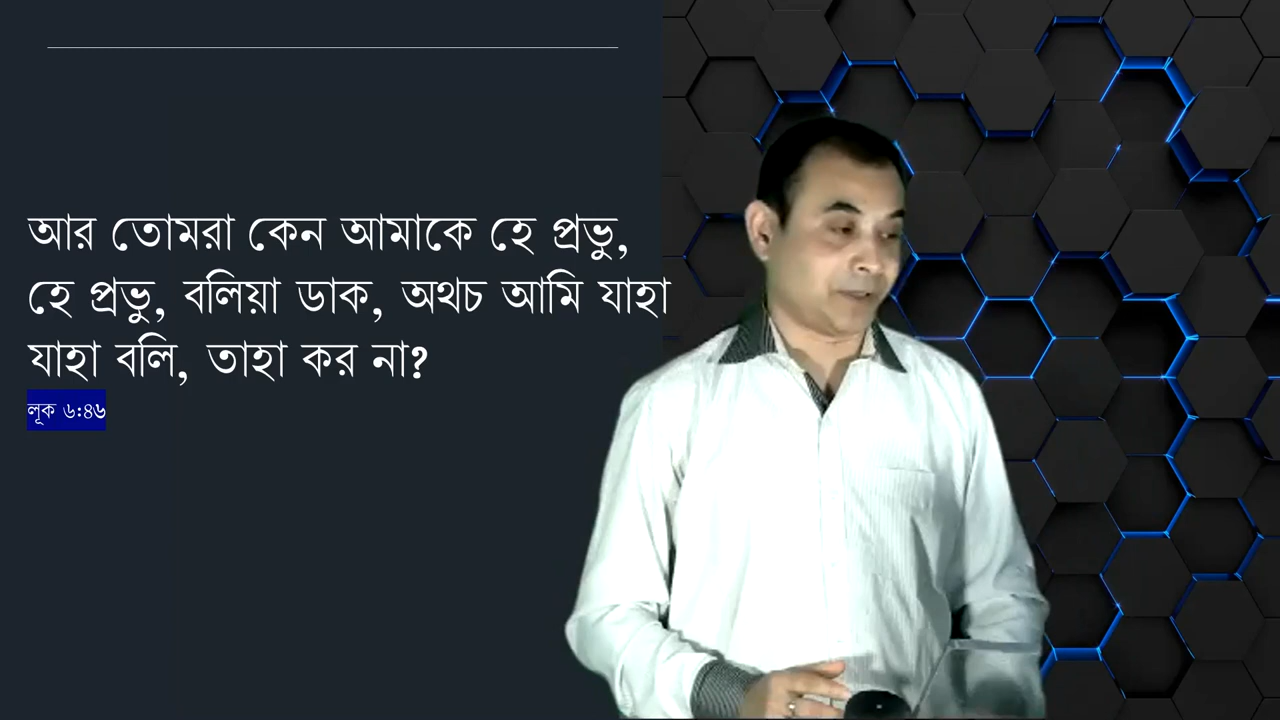 আর তোমরা কেন আমাকে হে প্রভু,
হে প্রভু, বলিয়া ডাক, অথচ আমি যাহা
যাহা বলি, তাহা কর না?
লূক ৬:৪৬